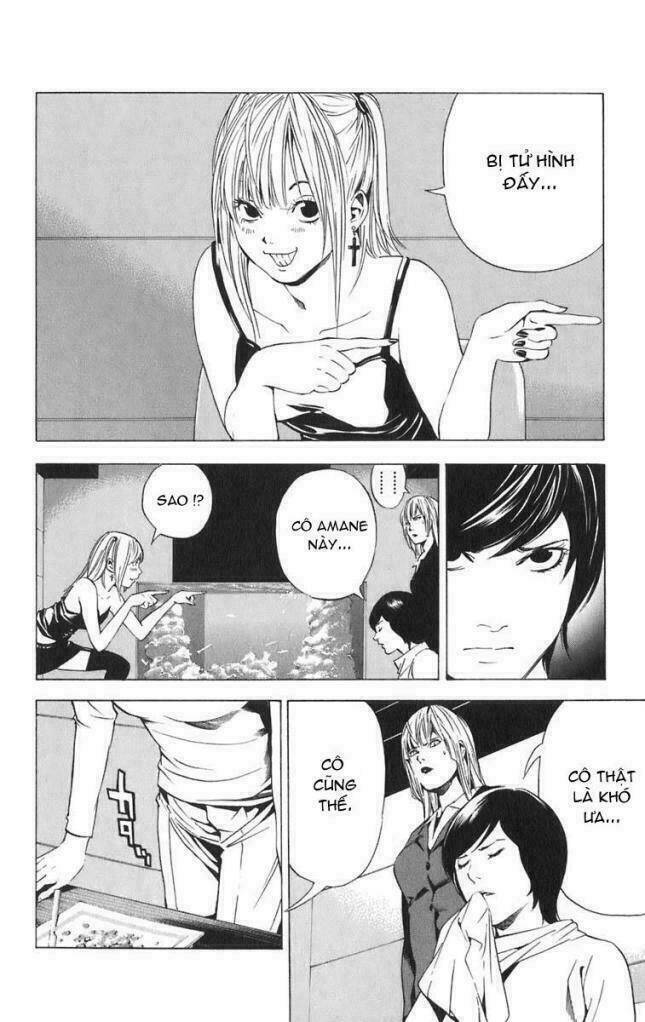 BỊ TỬ HÌNH
ĐẤY...
SAO !?
CÔ AMANE
NÀY...
......
CÔ THẬT
LÀ KHÓ
ƯA...
CÔ
CŨNG
THẾ.